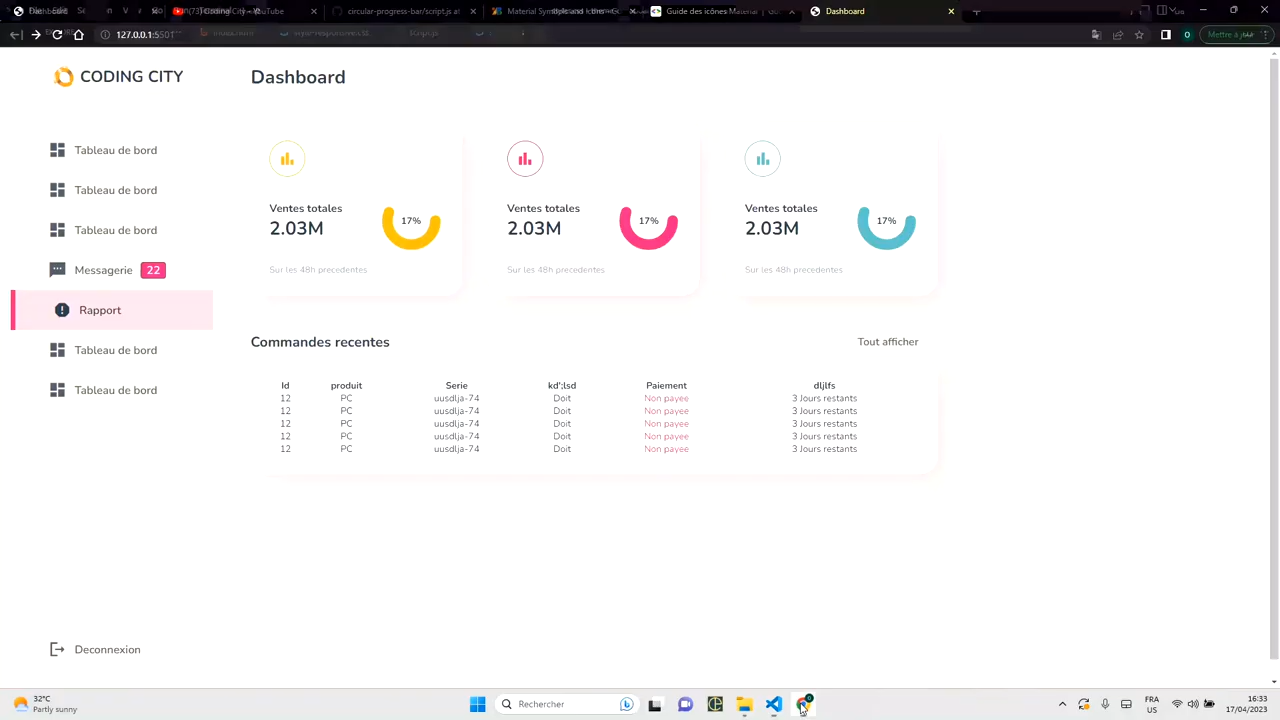 Dashboard
127.0.0.1:5501
Mettre à jour
CODING CITY
Dashboard
Tableau de bord
Tableau de bord
Tableau de bord
Messagerie 22
Rapport
Tableau de bord
Tableau de bord
Deconnexion
Ventes totales
2.03M
17%
Sur les 48h precedentes
Ventes totales
2.03M
17%
Sur les 48h precedentes
Ventes totales
2.03M
17%
Sur les 48h precedentes
Commandes recentes Tout afficher
Id produit Serie kd';lsd Paiement dljlfs
12 PC uusdlja-74 Doit Non payee 3 Jours restants
12 PC uusdlja-74 Doit Non payee 3 Jours restants
12 PC uusdlja-74 Doit Non payee 3 Jours restants
12 PC uusdlja-74 Doit Non payee 3 Jours restants
12 PC uusdlja-74 Doit Non payee 3 Jours restants
32°C
Partly sunny
Rechercher
FRA
US
16:33
17/04/2023